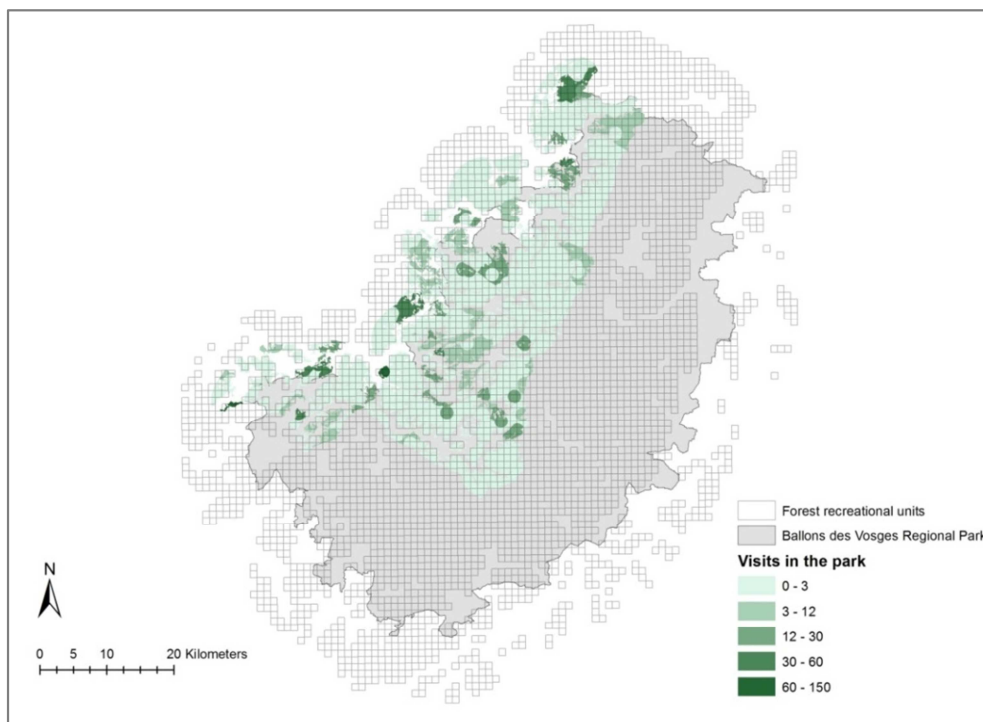 Forest recreational units
Ballons des Vosges Regional Park
Visits in the park
0 - 3
3 - 12
12 - 30
30 - 60
60 - 150
N
0 5 10 20 Kilometers